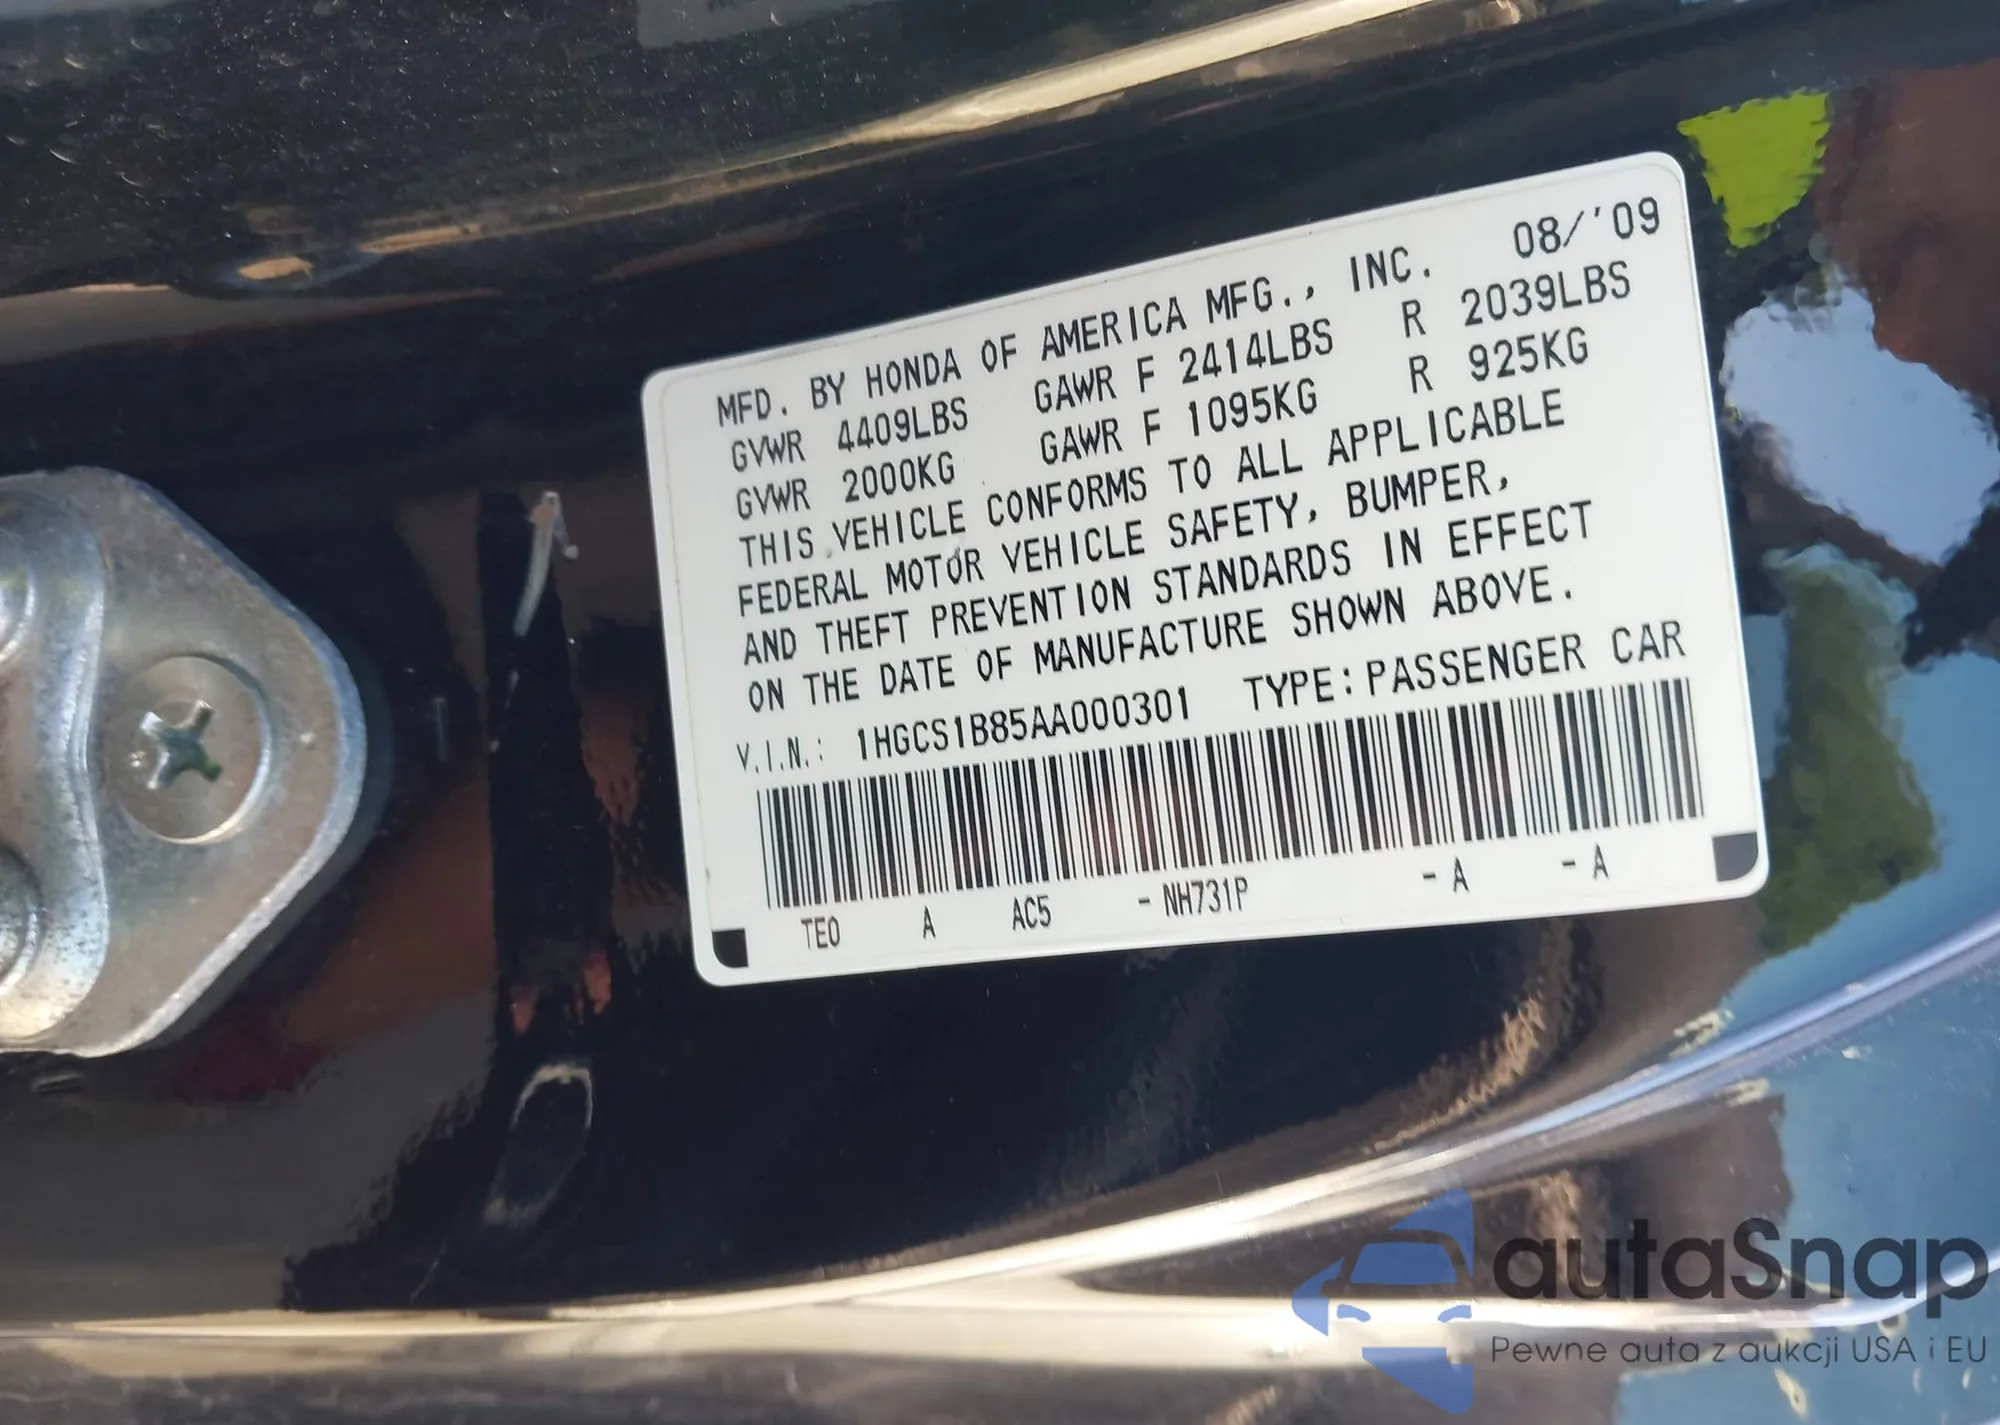 MFD. BY HONDA OF AMERICA MFG., INC. 08/'09
GVWR 4409LBS GAWR F 2414LBS R 2039LBS
GVWR 2000KG GAWR F 1095KG R 925KG
THIS VEHICLE CONFORMS TO ALL APPLICABLE
FEDERAL MOTOR VEHICLE SAFETY, BUMPER,
AND THEFT PREVENTION STANDARDS IN EFFECT
ON THE DATE OF MANUFACTURE SHOWN ABOVE.
V.I.N.: 1HGCS1B85AA000301 TYPE:PASSENGER CAR
TE0 A AC5 -NH731P -A -A
autaSnap
Pewne auta z aukcji USA i EU